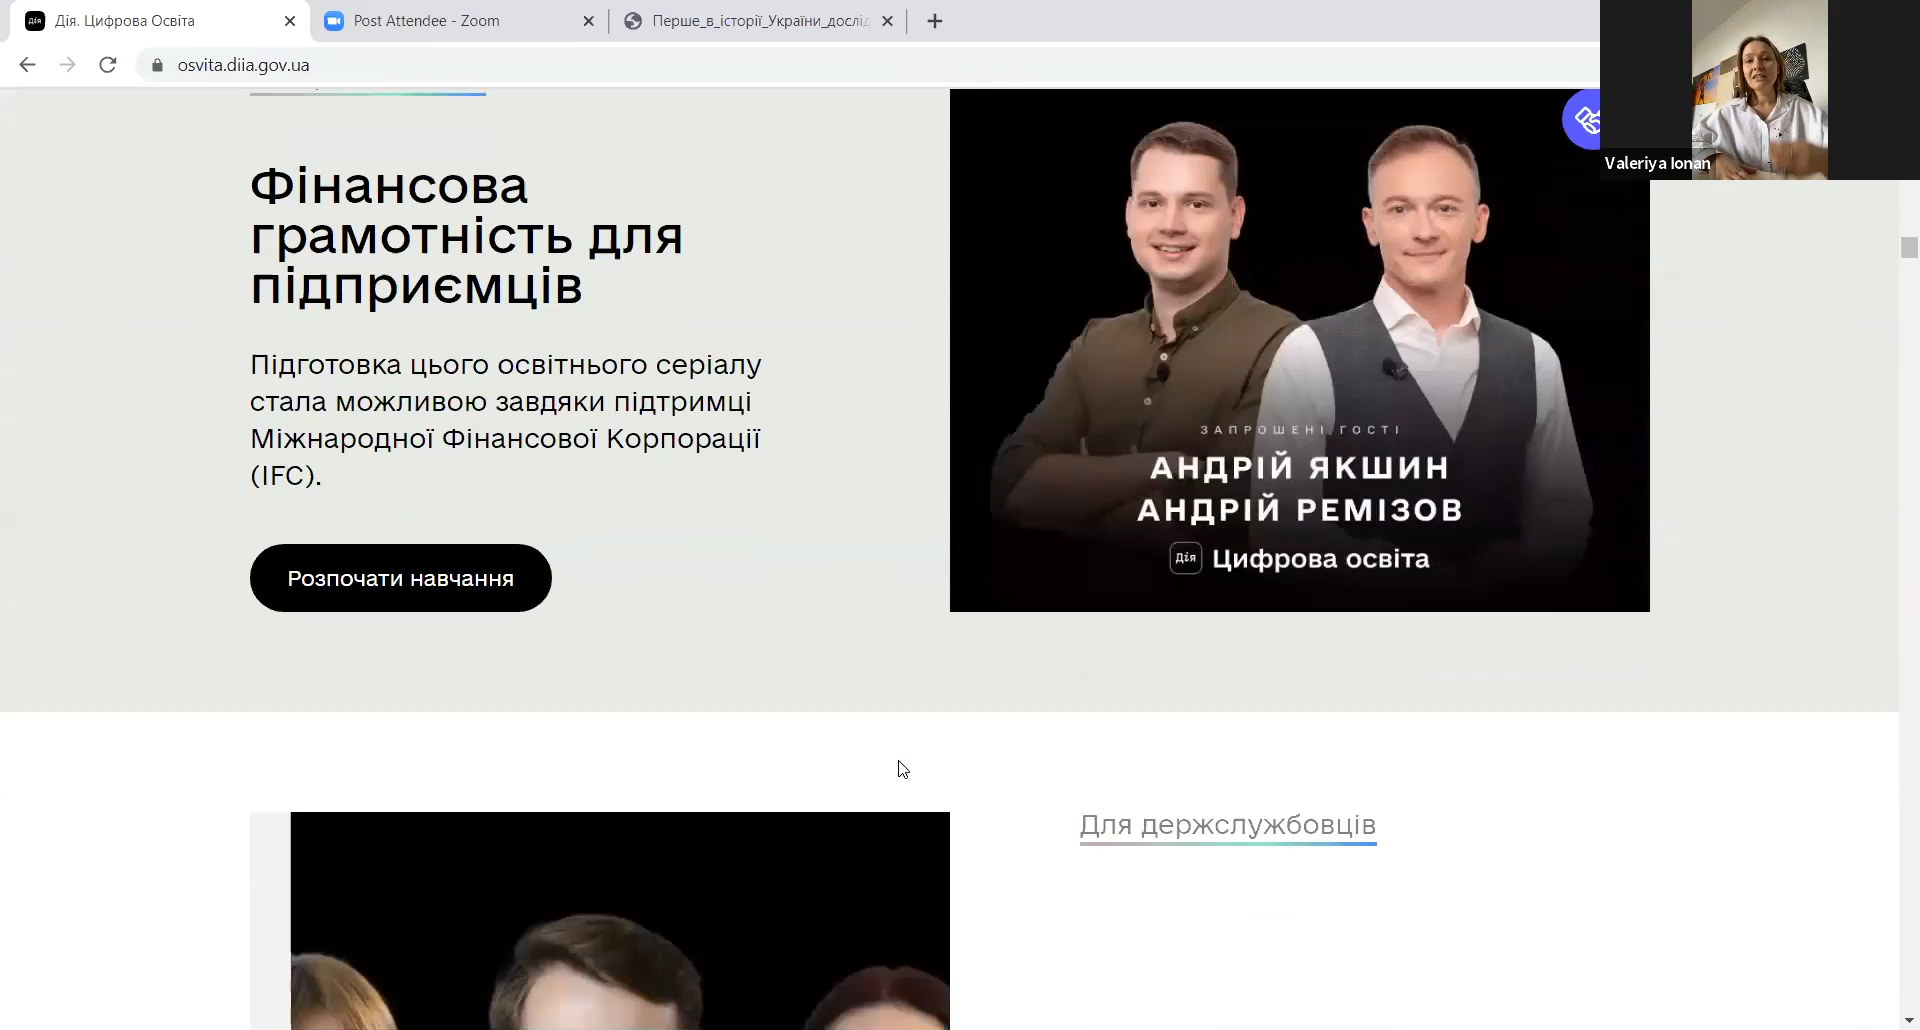 Дія. Цифрова Освіта
Post Attendee - Zoom
Перше_в_історії_України_дослід
osvita.diia.gov.ua
Valeriya Ionan
Фінансова
грамотність для
підприємців
Підготовка цього освітнього серіалу
стала можливою завдяки підтримці
Міжнародної Фінансової Корпорації
(IFC).
Розпочати навчання
ЗАПРОШЕНІ ГОСТІ
АНДРІЙ ЯКШИН
АНДРІЙ РЕМІЗОВ
Дія Цифрова освіта
Для держслужбовців